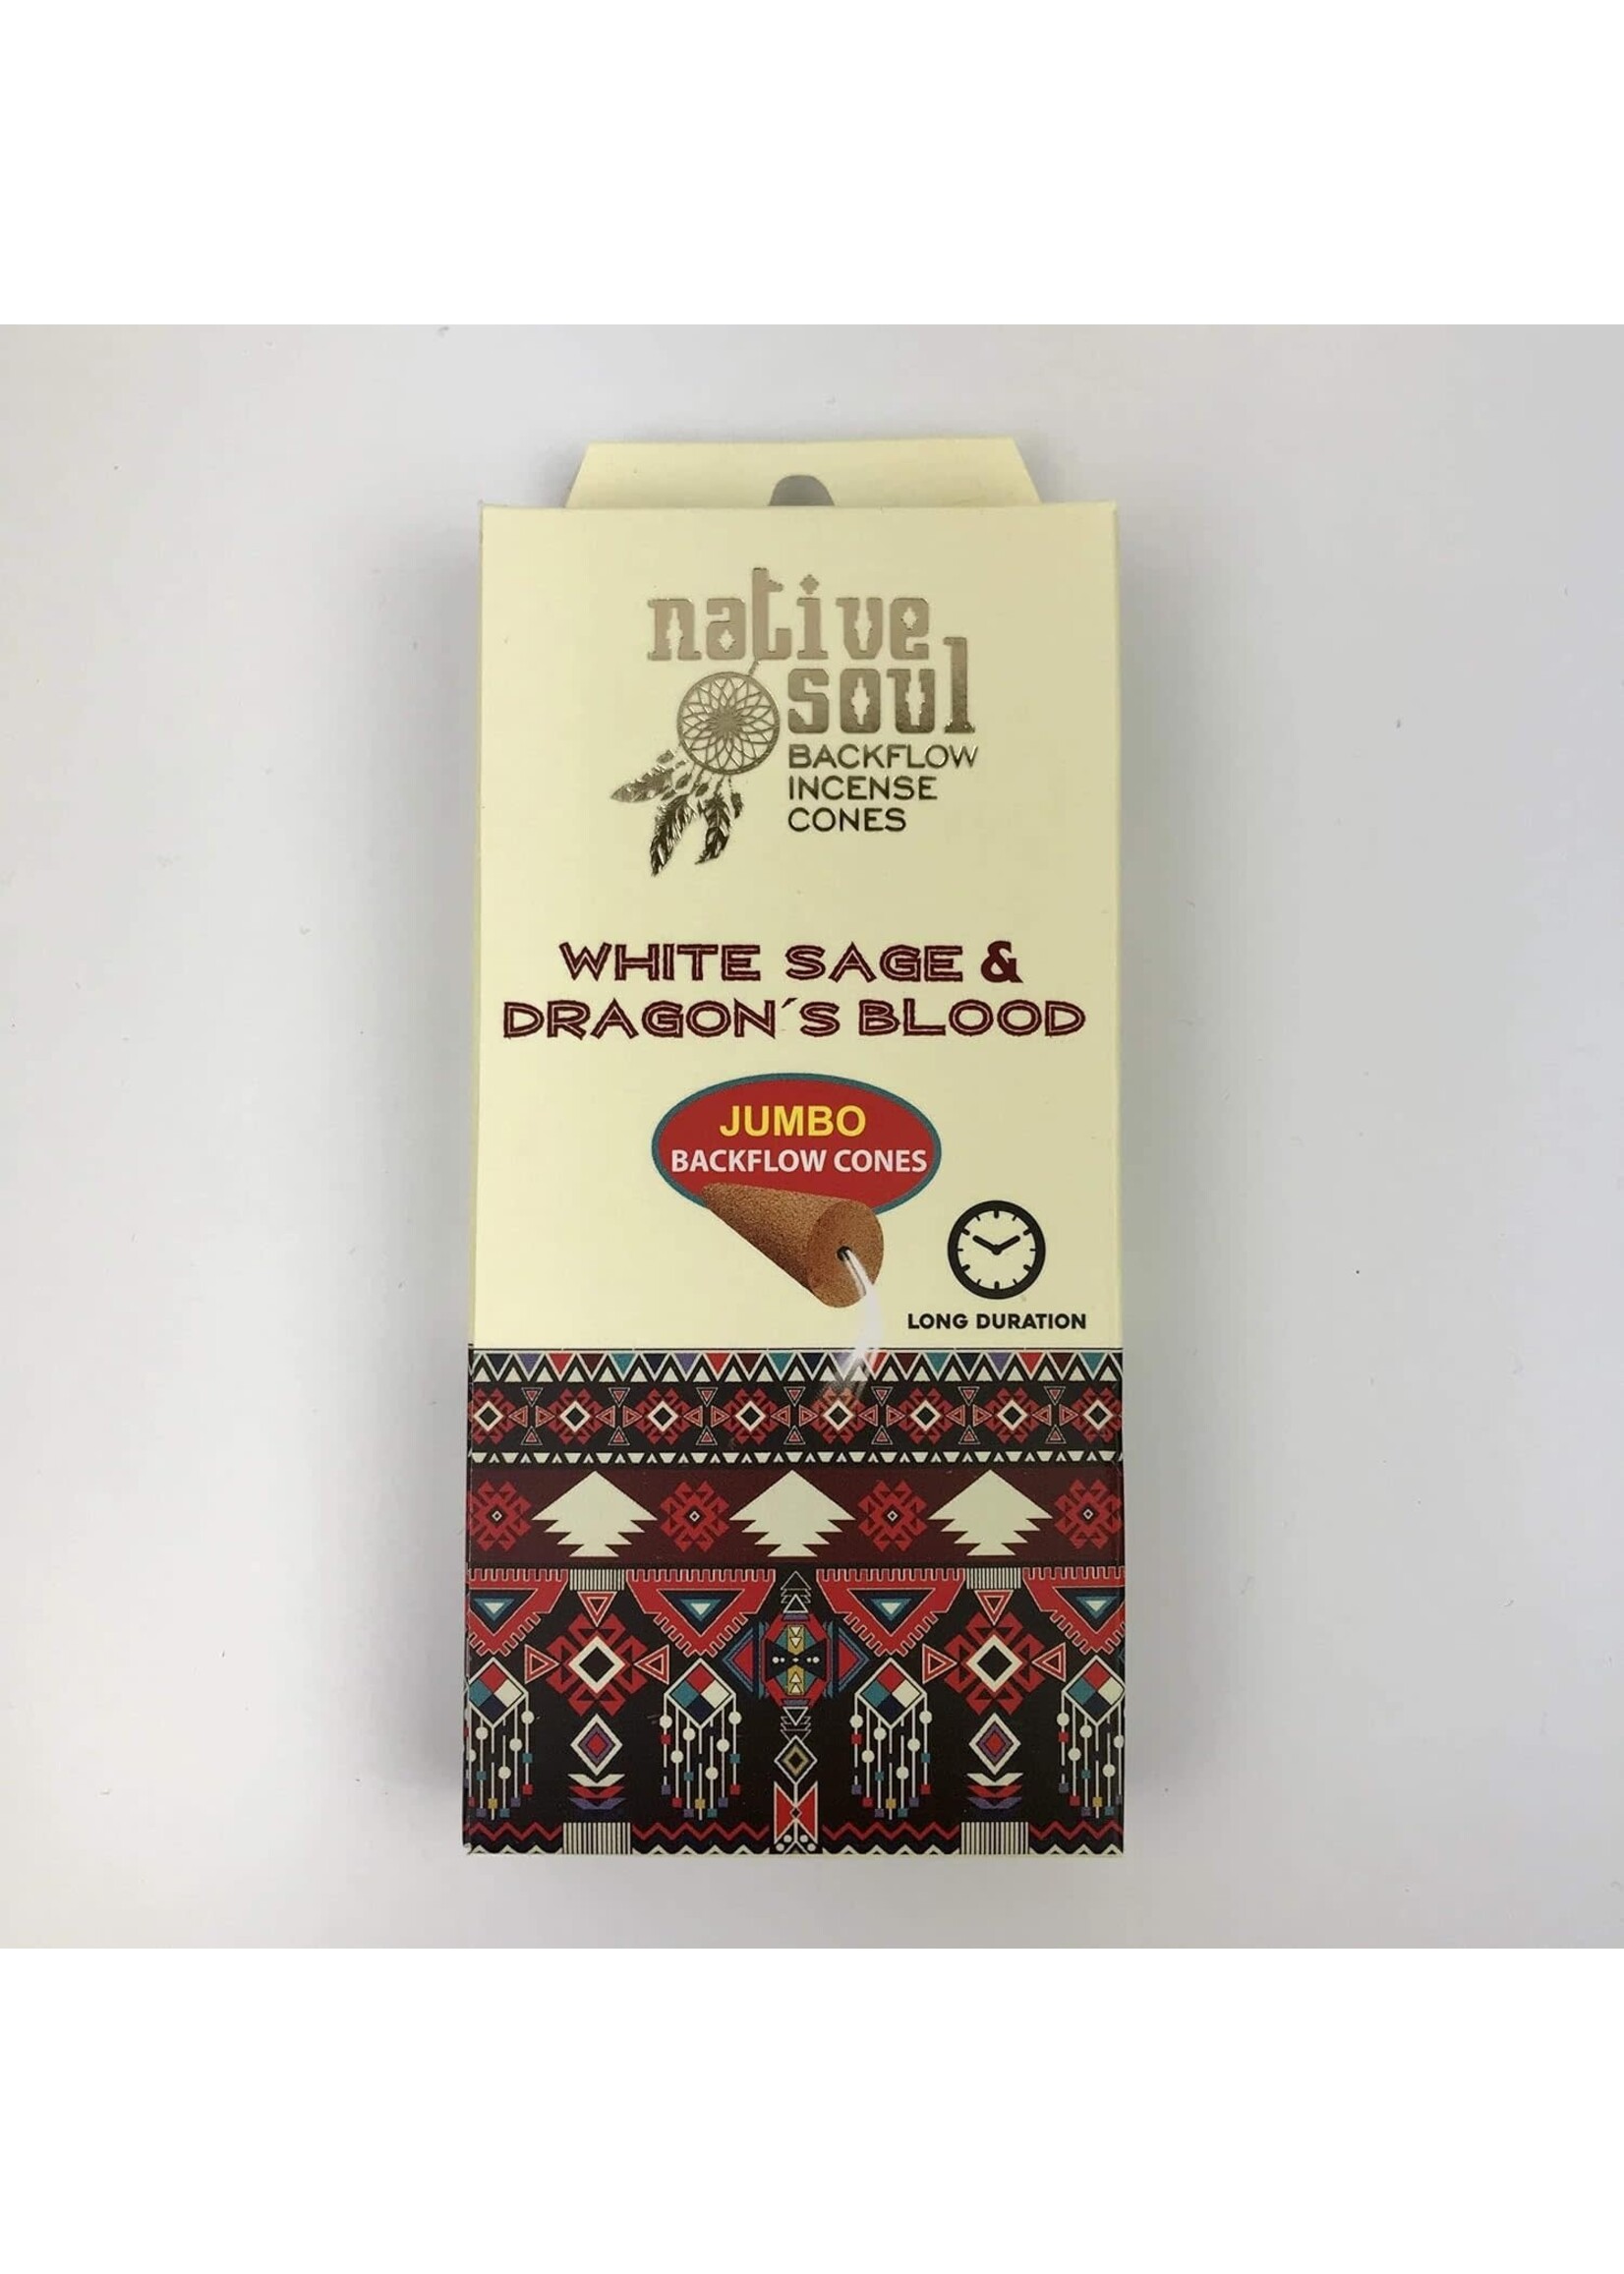 native
soul
BACKFLOW
INCENSE
CONES
WHITE SAGE &
DRAGON´S BLOOD
JUMBO
BACKFLOW CONES
LONG DURATION